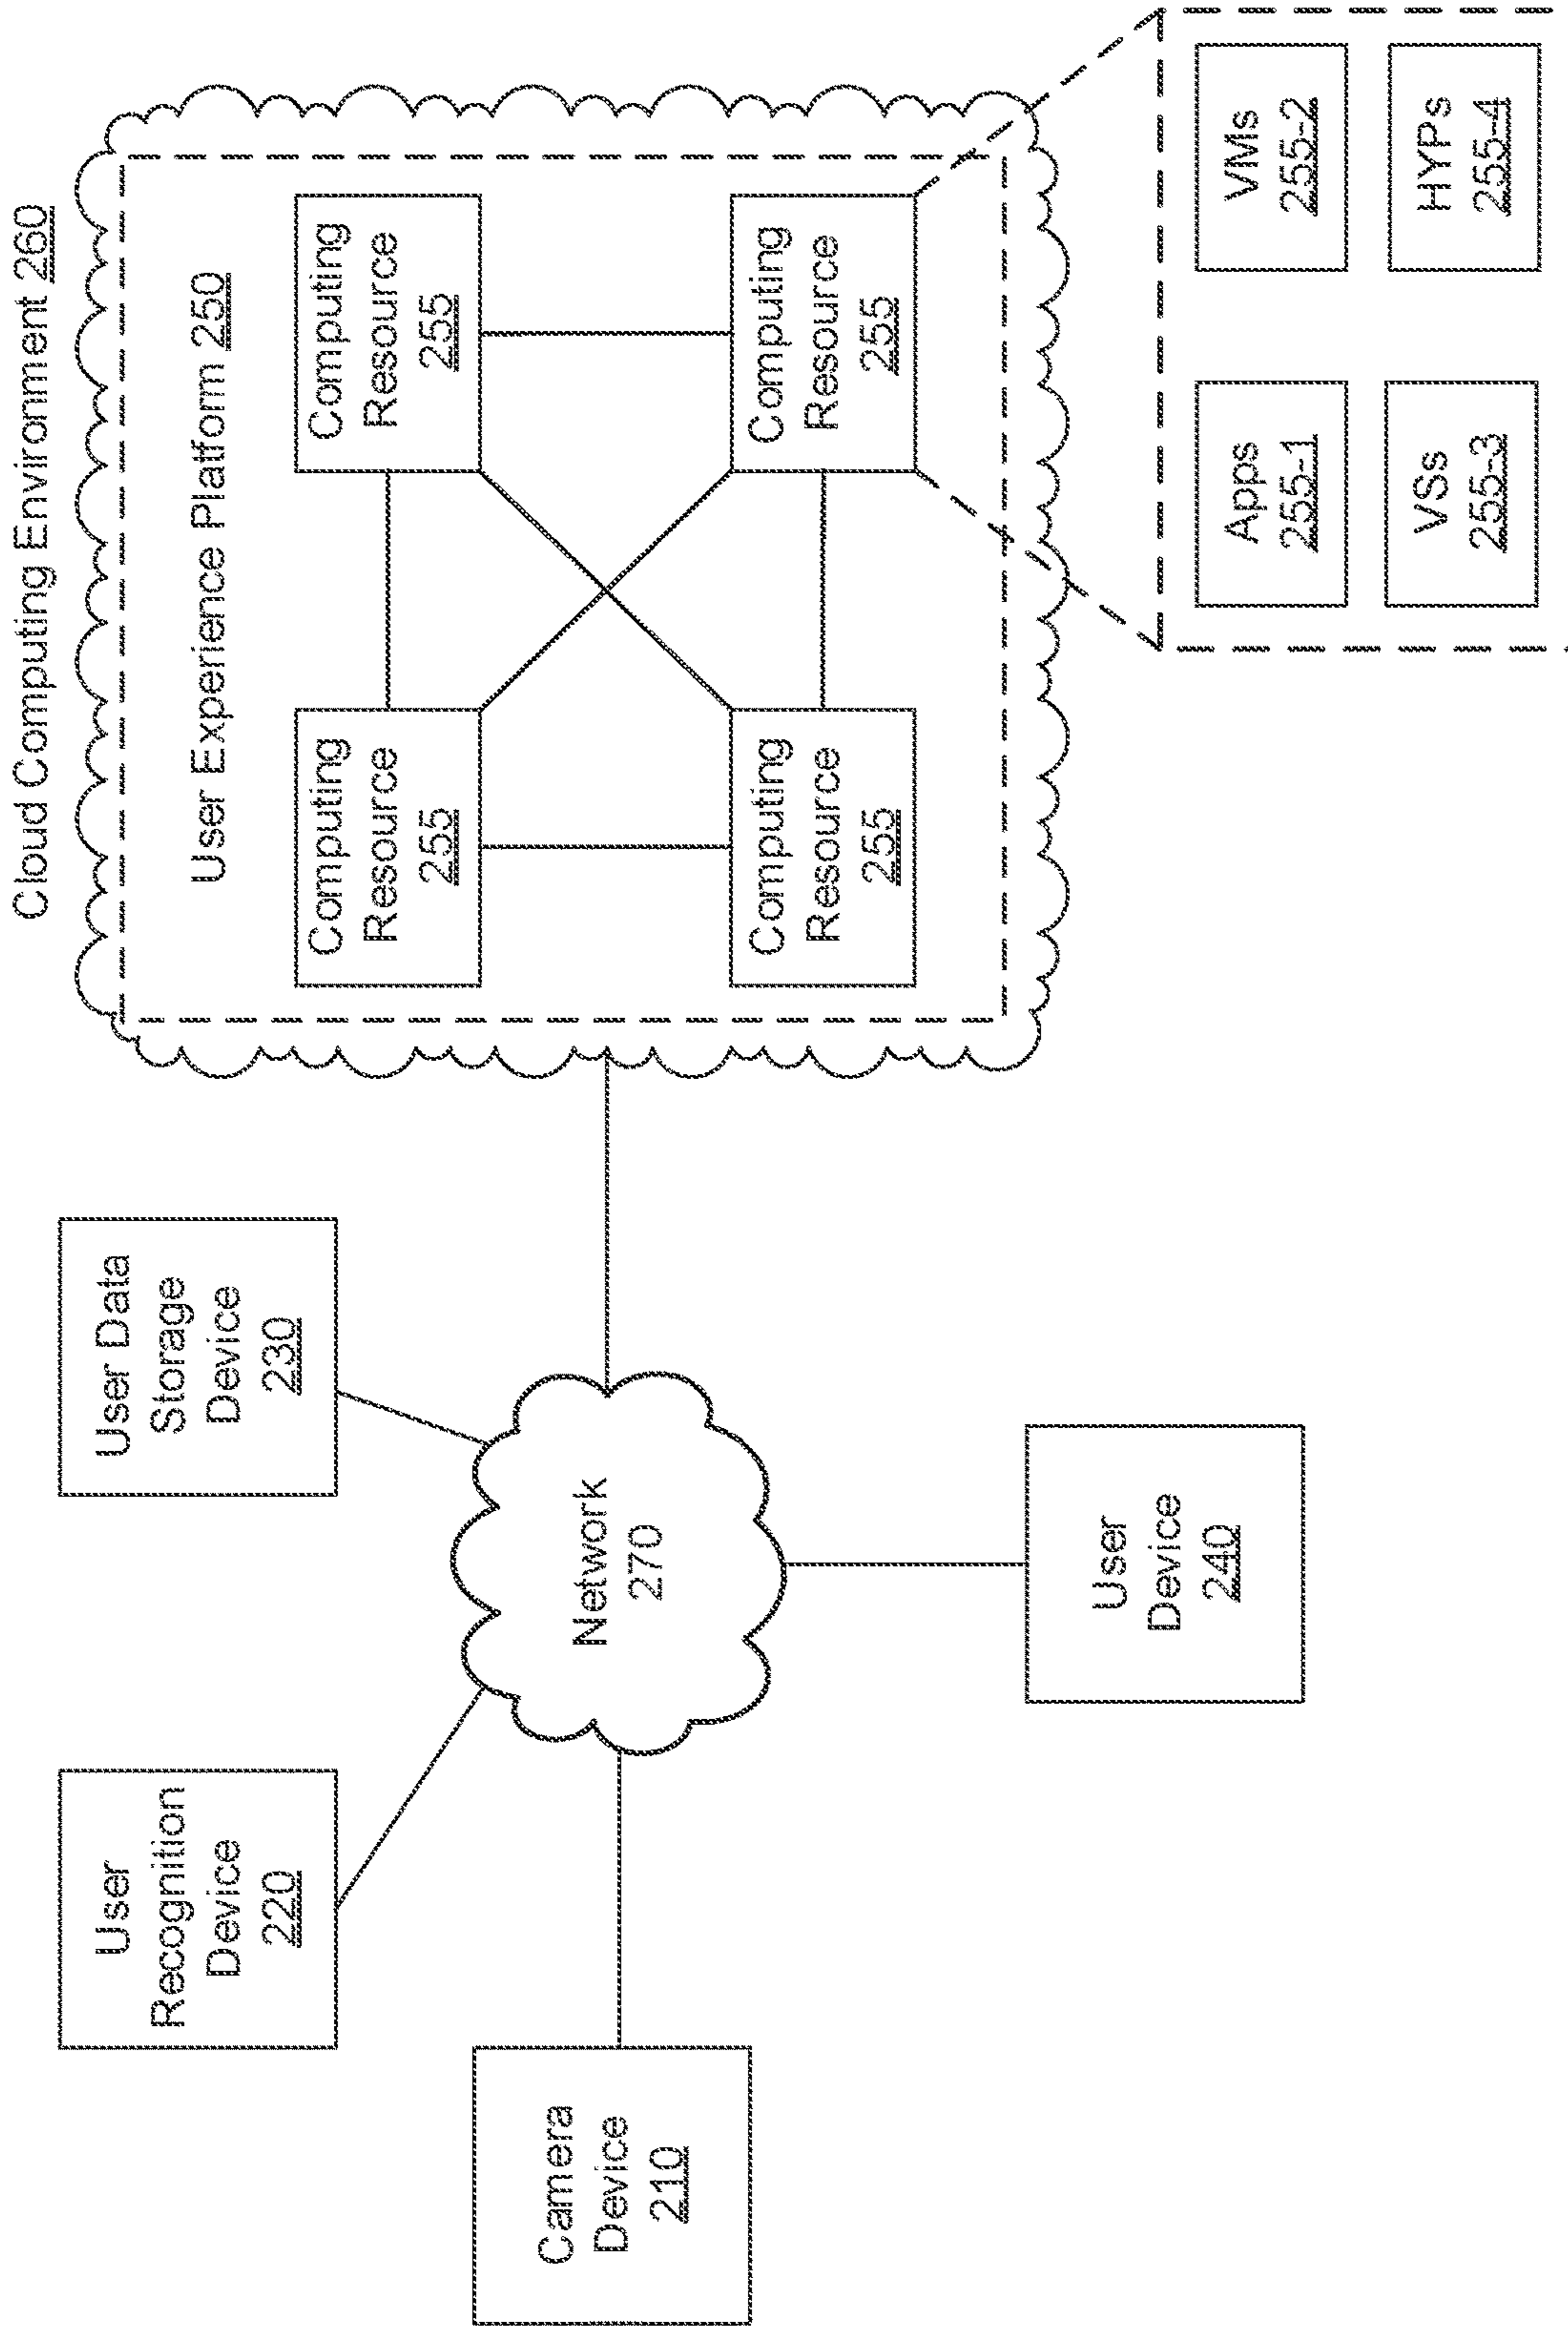 Cloud Computing Environment 260
User Experience Platform 250
Computing
Resource
255
Computing
Resource
255
Computing
Resource
255
Computing
Resource
255
User
Recognition
Device
220
User Data
Storage
Device
230
Network
270
Camera
Device
210
User
Device
240
Apps
255-1
VMs
255-2
VSs
255-3
HYPs
255-4